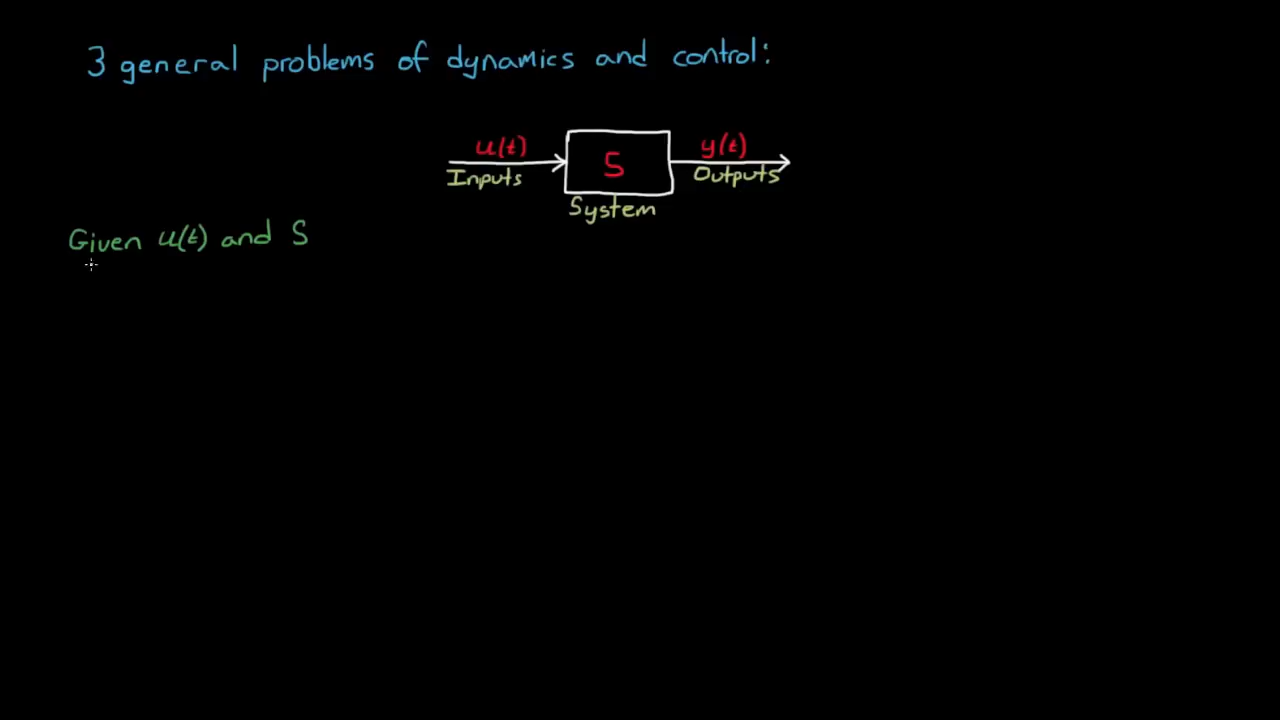 3 general problems of dynamics and control:
u(t) S y(t)
Inputs Outputs
System
Given u(t) and S